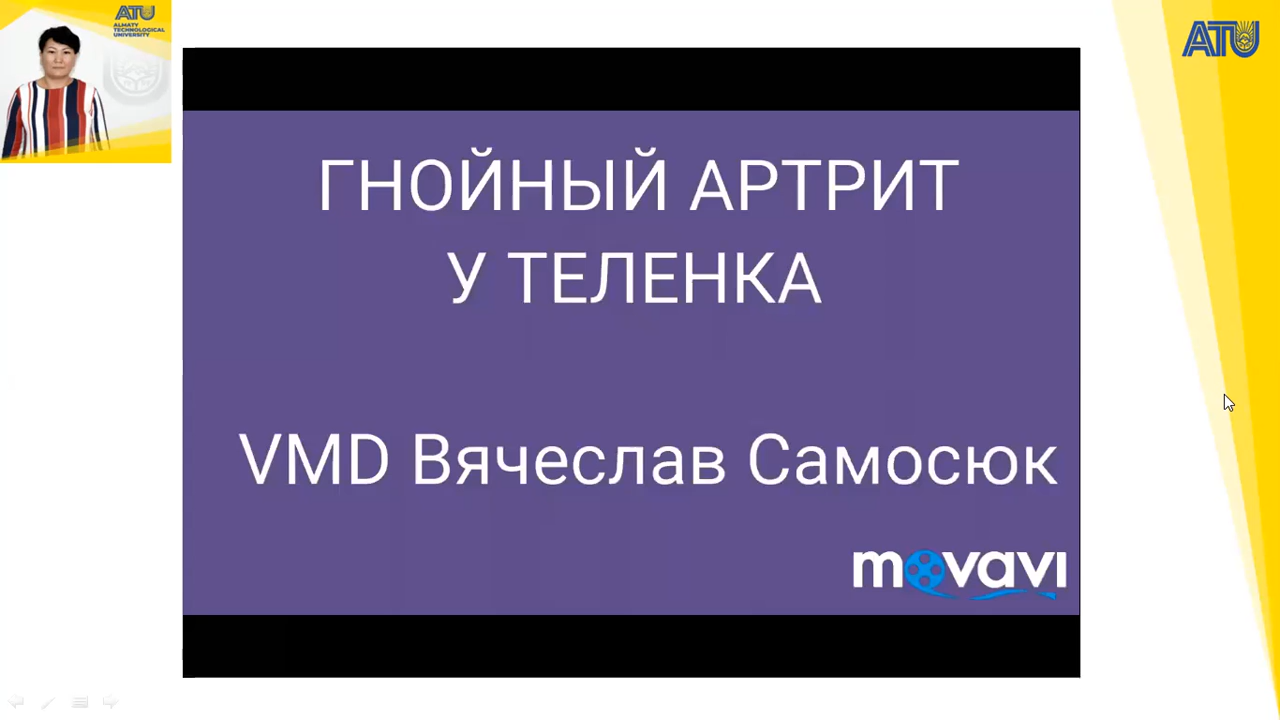 ATU
ALMATY
TECHNOLOGICAL
UNIVERSITY
ATU
ГНОЙНЫЙ АРТРИТ
У ТЕЛЕНКА
VMD Вячеслав Самосюк
movavi